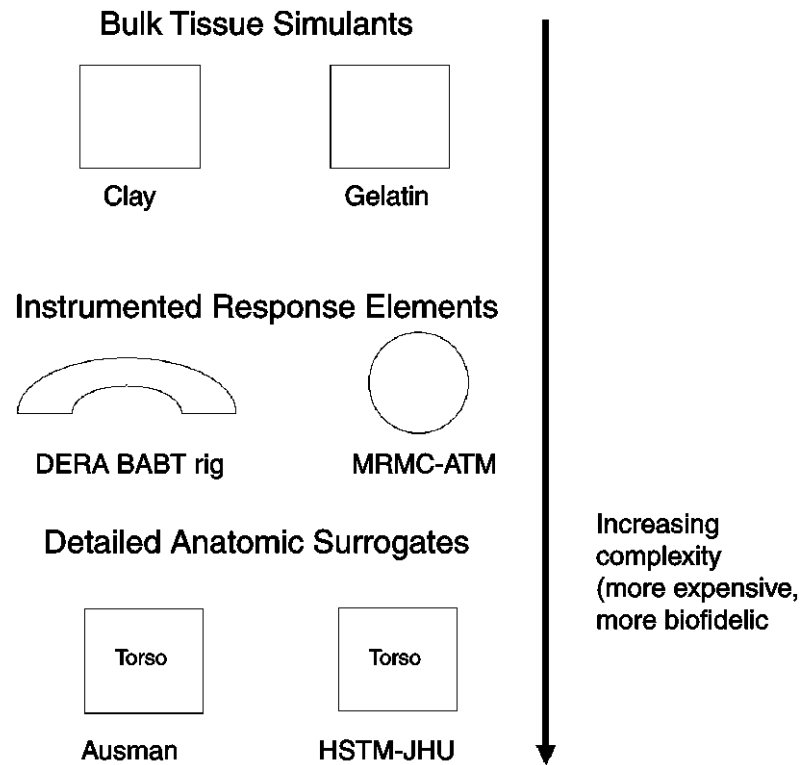 Bulk Tissue Simulants
Clay
Gelatin
Instrumented Response Elements
DERA BABT rig
MRMC-ATM
Detailed Anatomic Surrogates
Torso
Torso
Ausman
HSTM-JHU
Increasing
complexity
(more expensive,
more biofidelic